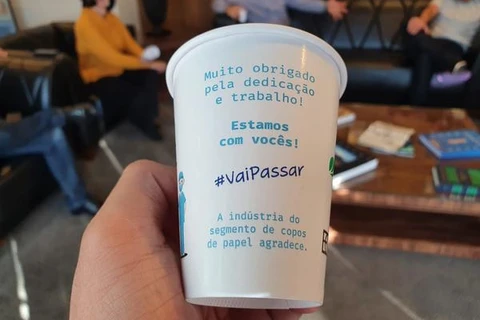 Muito obrigado
pela dedicação
e trabalho!
Estamos
com vocês!
#VaiPassar
A indústria do
segmento de copos
de papel agradece.